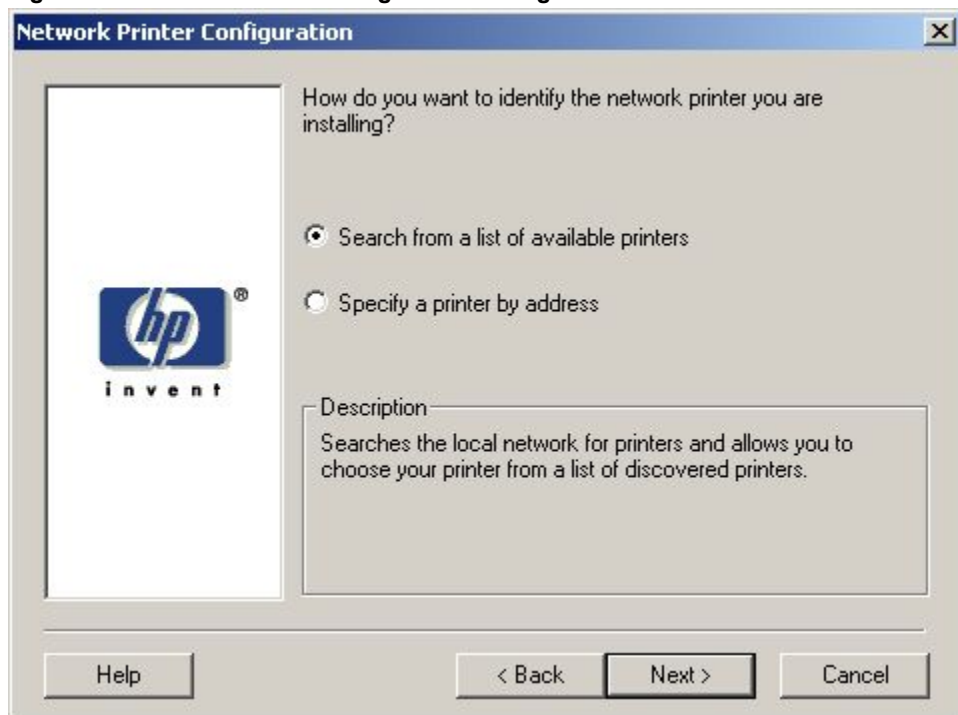 Network Printer Configuration
How do you want to identify the network printer you are
installing?
Search from a list of available printers
Specify a printer by address
hp
®
invent
Description
Searches the local network for printers and allows you to
choose your printer from a list of discovered printers.
Help
< Back
Next >
Cancel